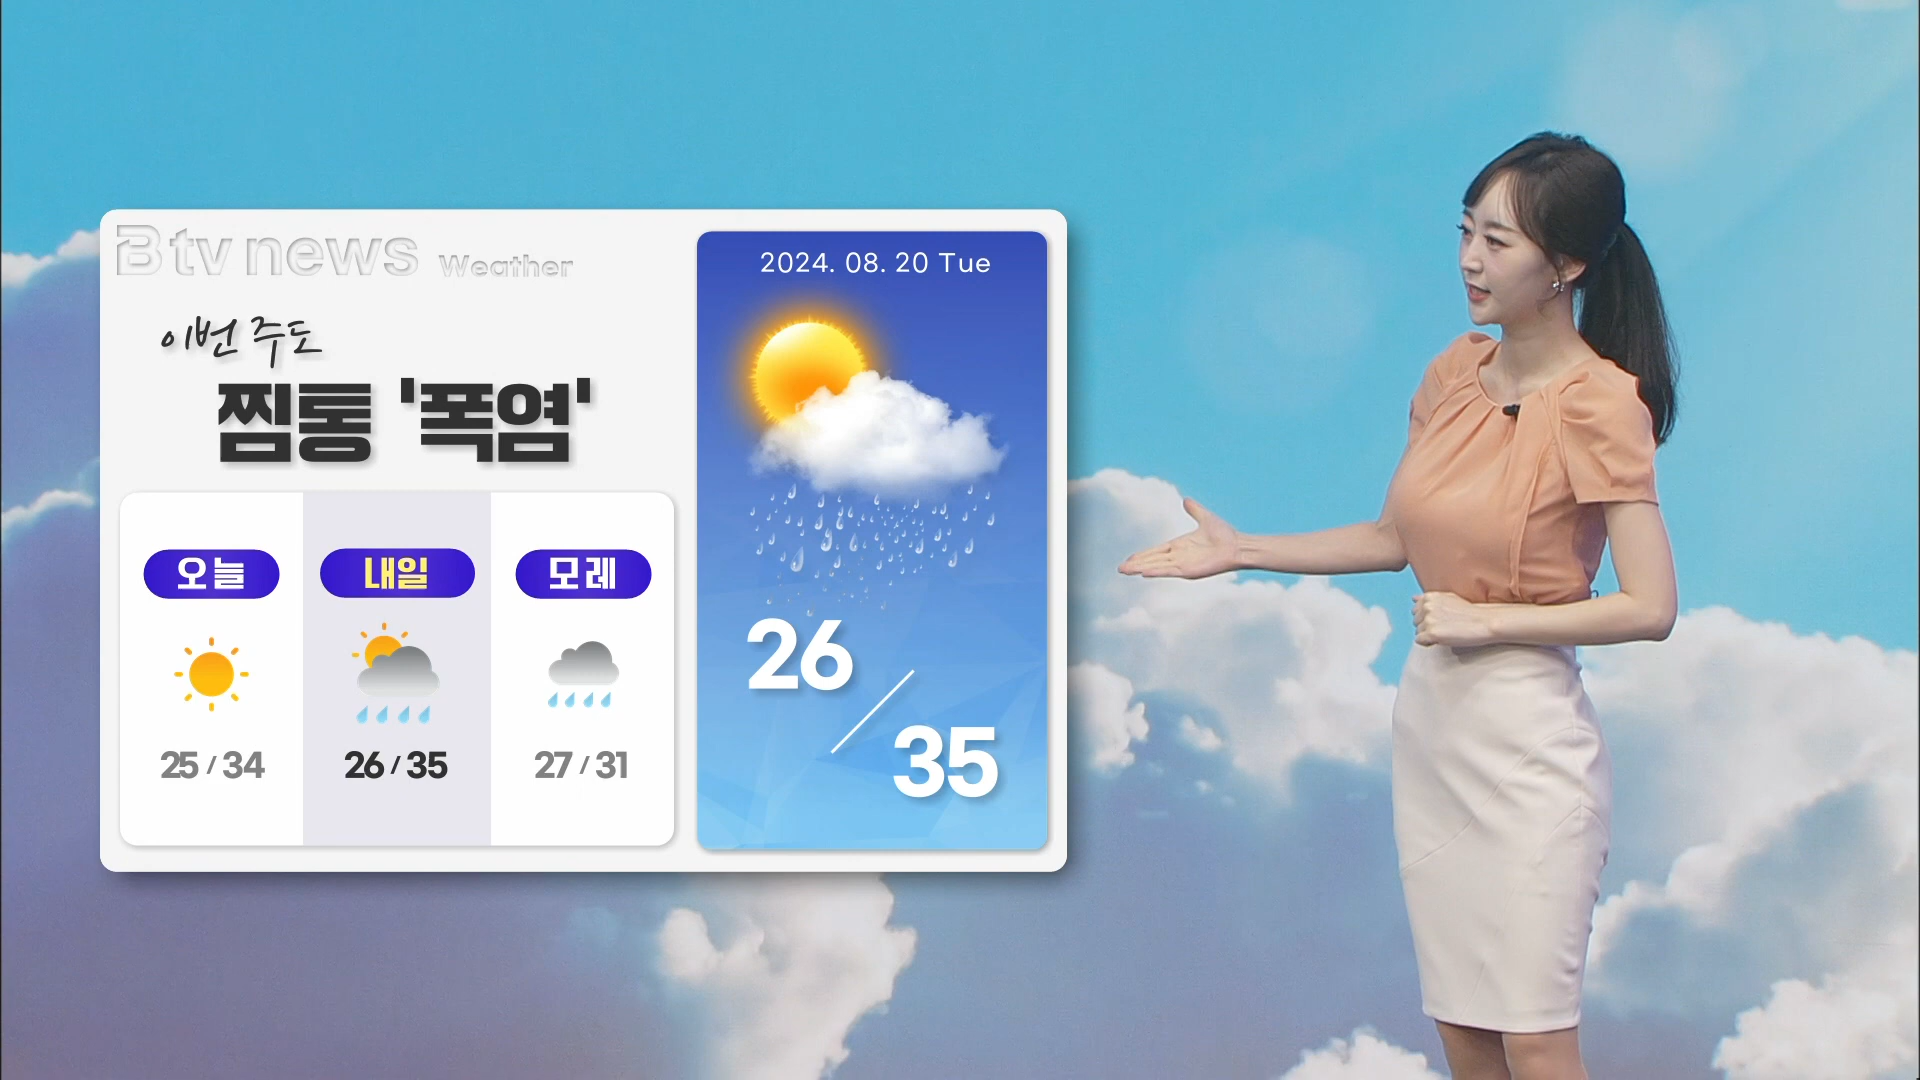 B tv news Weather
이번 주도
찜통 '폭염'
오늘 내일 모레
25 / 34 26 / 35 27 / 31
2024. 08. 20 Tue
26 / 35